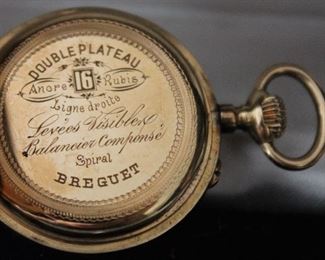 DOUBLE PLATEAU
Ancre 16 Rubis
Ligne droite
Levées Visibles
Balancier Compensé
Spiral
BREGUET